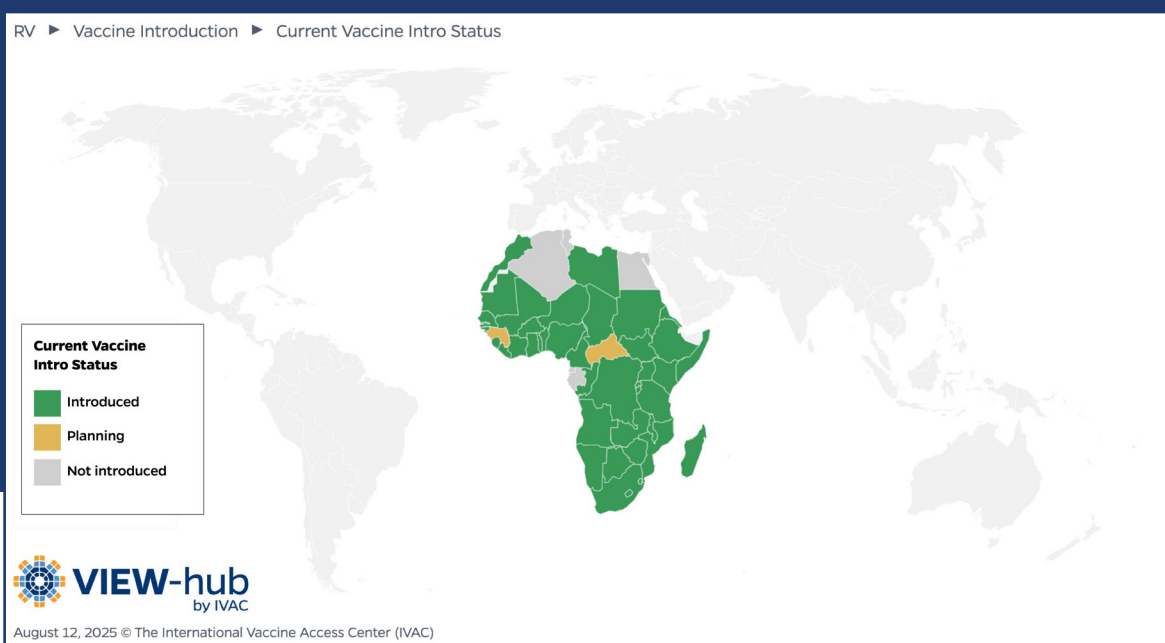 RV ► Vaccine Introduction ► Current Vaccine Intro Status
Current Vaccine
Intro Status
Introduced
Planning
Not introduced
VIEW-hub
by IVAC
August 12, 2025 © The International Vaccine Access Center (IVAC)